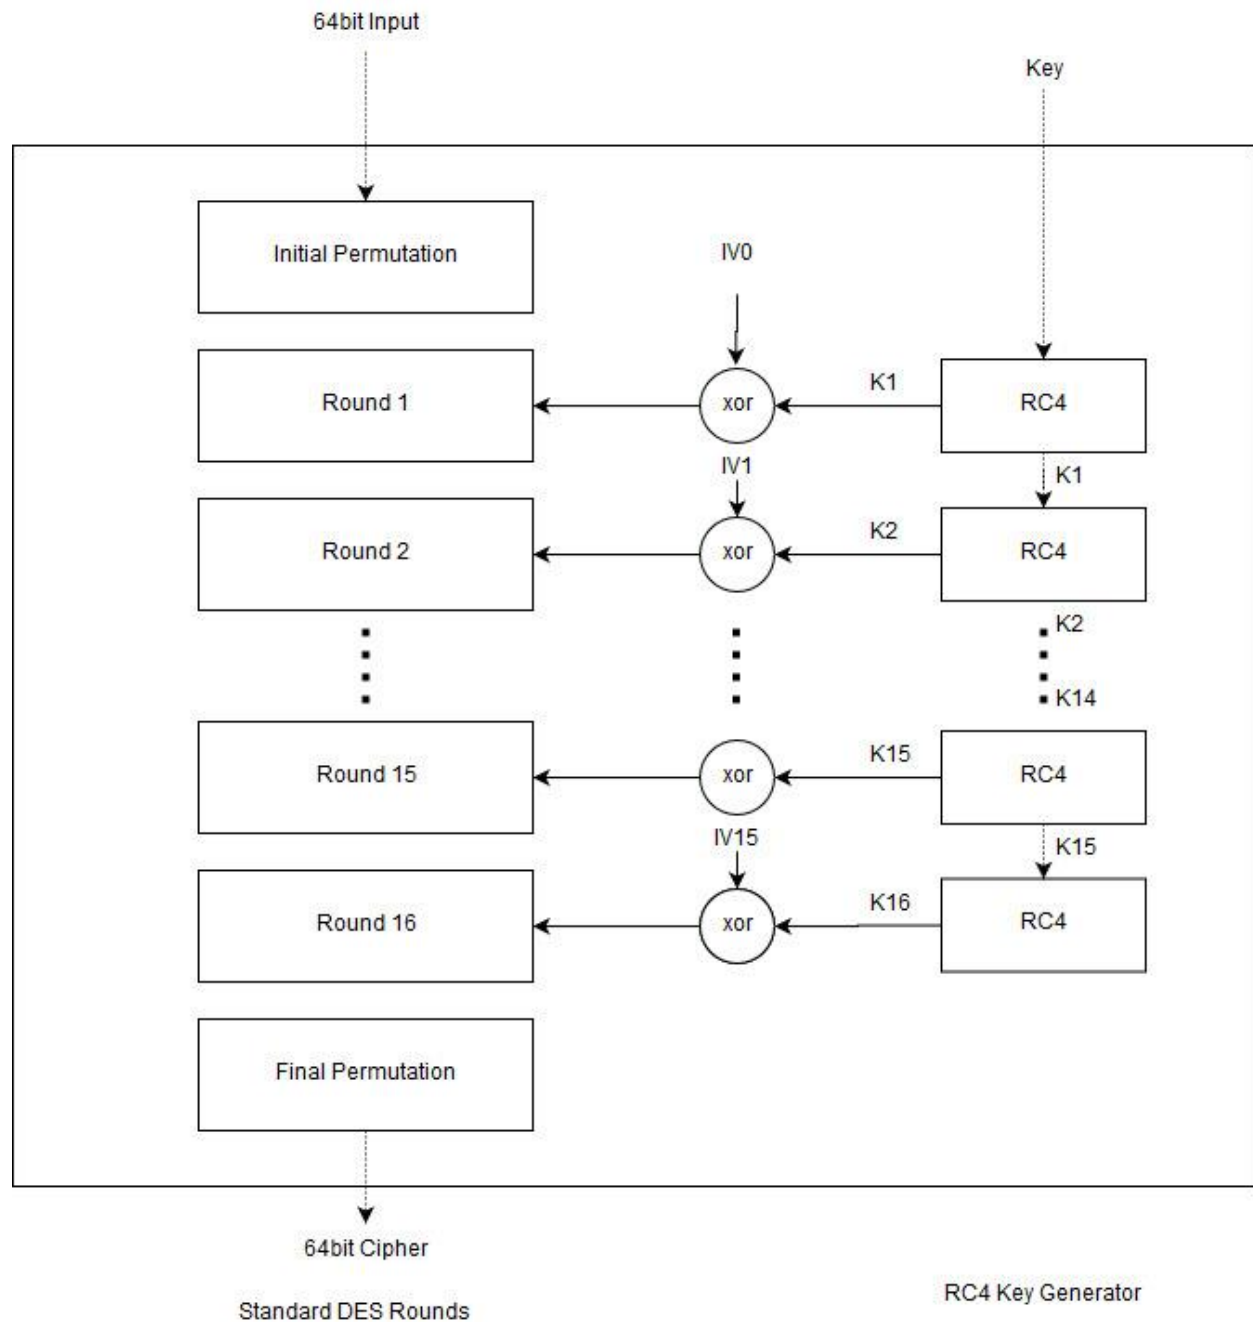 64bit Input
Key
Initial Permutation
IV0
Round 1
xor
K1
RC4
IV1
K1
Round 2
xor
K2
RC4
K2
K14
Round 15
xor
K15
RC4
IV15
K15
Round 16
xor
K16
RC4
Final Permutation
64bit Cipher
Standard DES Rounds
RC4 Key Generator